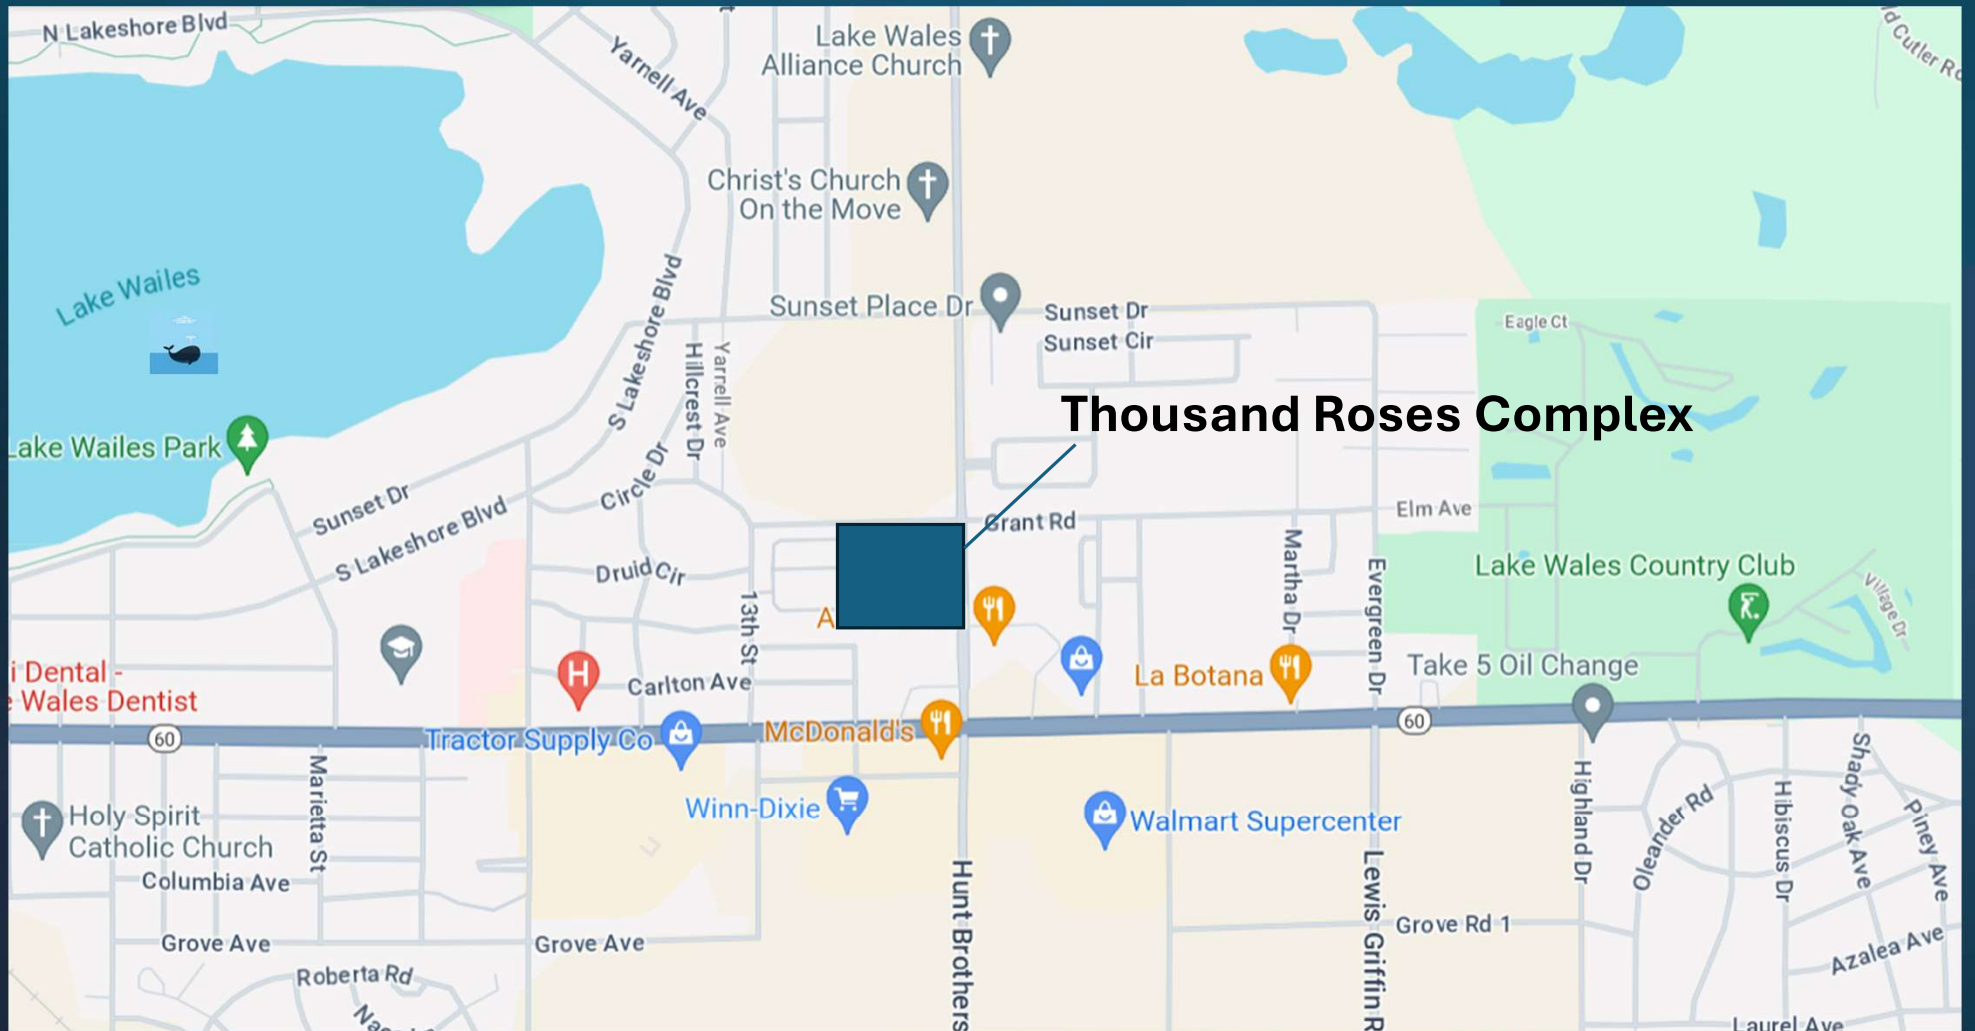 N Lakeshore Blvd
Yarnell Ave
Lake Wales
Alliance Church
Christ's Church
On the Move
Lake Wailes
S Lakeshore Blvd
Hillcrest Dr
Yarnell Ave
Sunset Place Dr
Sunset Dr
Sunset Cir
Eagle Ct
Thousand Roses Complex
Lake Wailes Park
Sunset Dr
S Lakeshore Blvd
Circle Dr
Grant Rd
Elm Ave
Druid Cir
13th St
A
Martha Dr
Evergreen Dr
Lake Wales Country Club
Village Dr
i Dental -
Wales Dentist
H
Carlton Ave
La Botana
Take 5 Oil Change
60
Tractor Supply Co
McDonald's
60
Marietta St
Winn-Dixie
Walmart Supercenter
Holy Spirit
Catholic Church
Columbia Ave
Highland Dr
Oleander Rd
Hibiscus Dr
Shady Oak Ave
Piney Ave
Hunt Brothers
Lewis Griffin R
Grove Ave
Grove Ave
Grove Rd 1
Azalea Ave
Roberta Rd
Laurel Ave